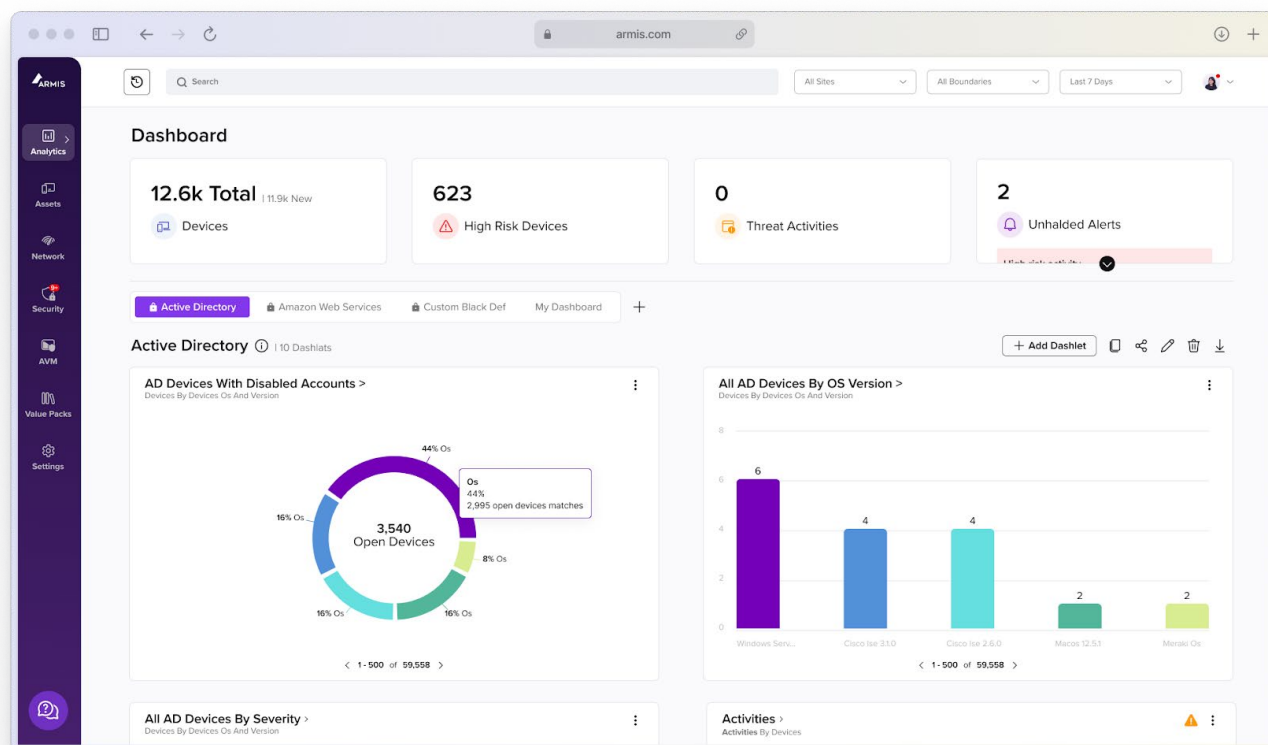 armis.com
ARMIS
Search
All Sites
All Boundaries
Last 7 Days
Analytics
Assets
Network
9+
Security
AVM
Value Packs
Settings
Dashboard
12.6k Total | 11.9k New
Devices
623
High Risk Devices
0
Threat Activities
2
Unhalded Alerts
High risk activity
Active Directory
Amazon Web Services
Custom Black Def
My Dashboard
Active Directory | 10 Dashlats
+ Add Dashlet
AD Devices With Disabled Accounts >
Devices By Devices Os And Version
44% Os
Os
44%
2,995 open devices matches
16% Os
3,540
Open Devices
8% Os
16% Os
16% Os
< 1 - 500 of 59,558 >
All AD Devices By OS Version >
Devices By Devices Os And Version
8
6
4
2
0
6
4
4
2
2
Windows Serv...
Cisco Ise 3.1.0
Cisco Ise 2.6.0
Macos 12.5.1
Meraki Os
< 1 - 500 of 59,558 >
All AD Devices By Severity >
Devices By Devices Os And Version
Activities >
Activities By Devices